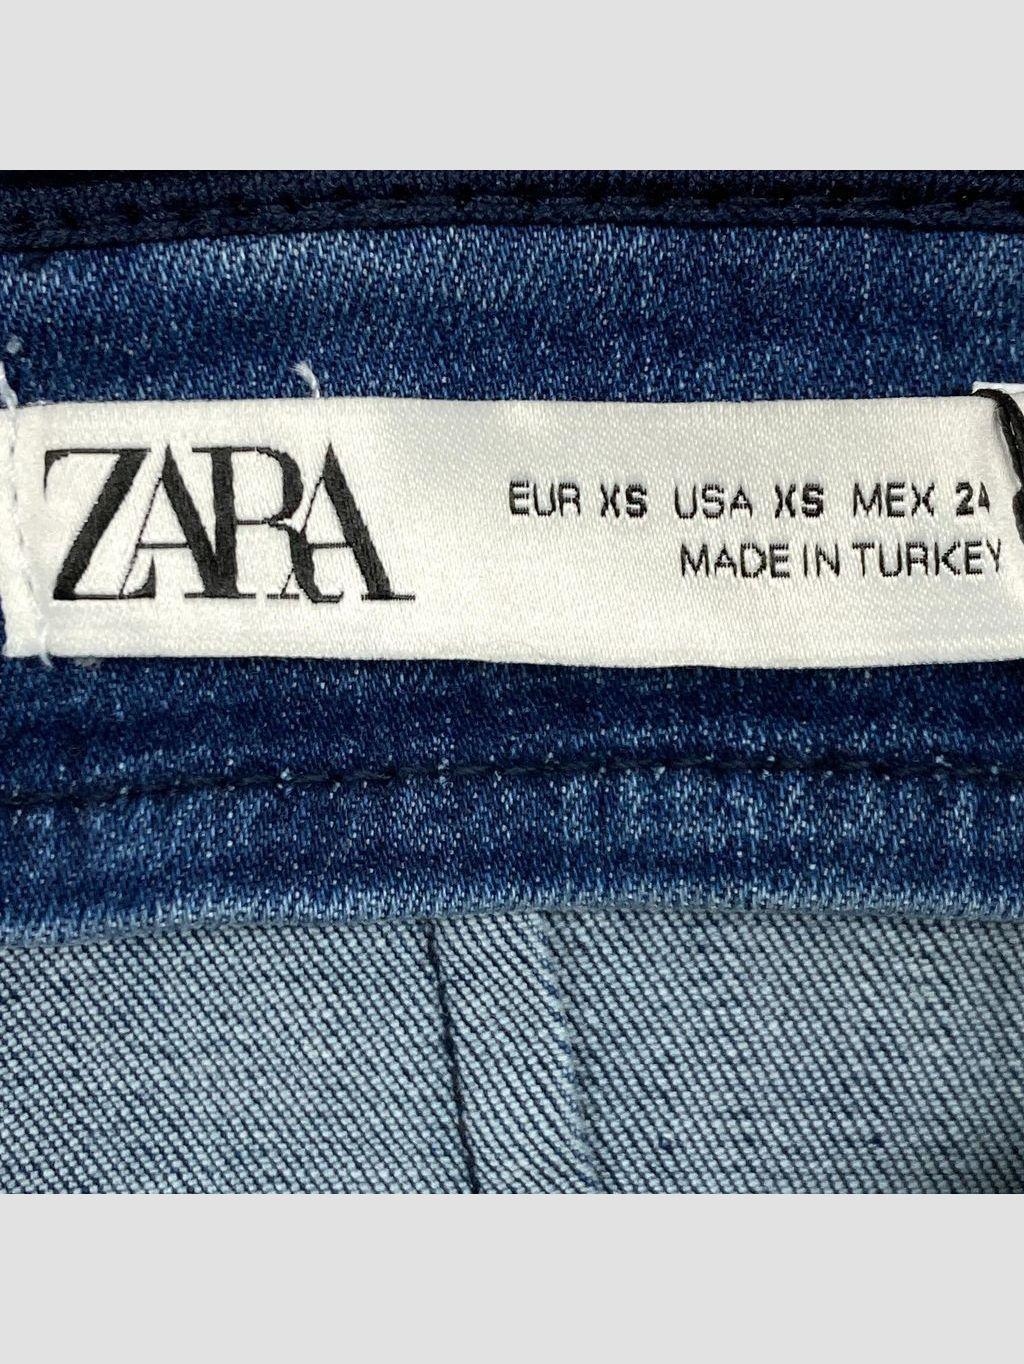 ZARA
EUR XS USA XS MEX 24
MADE IN TURKEY